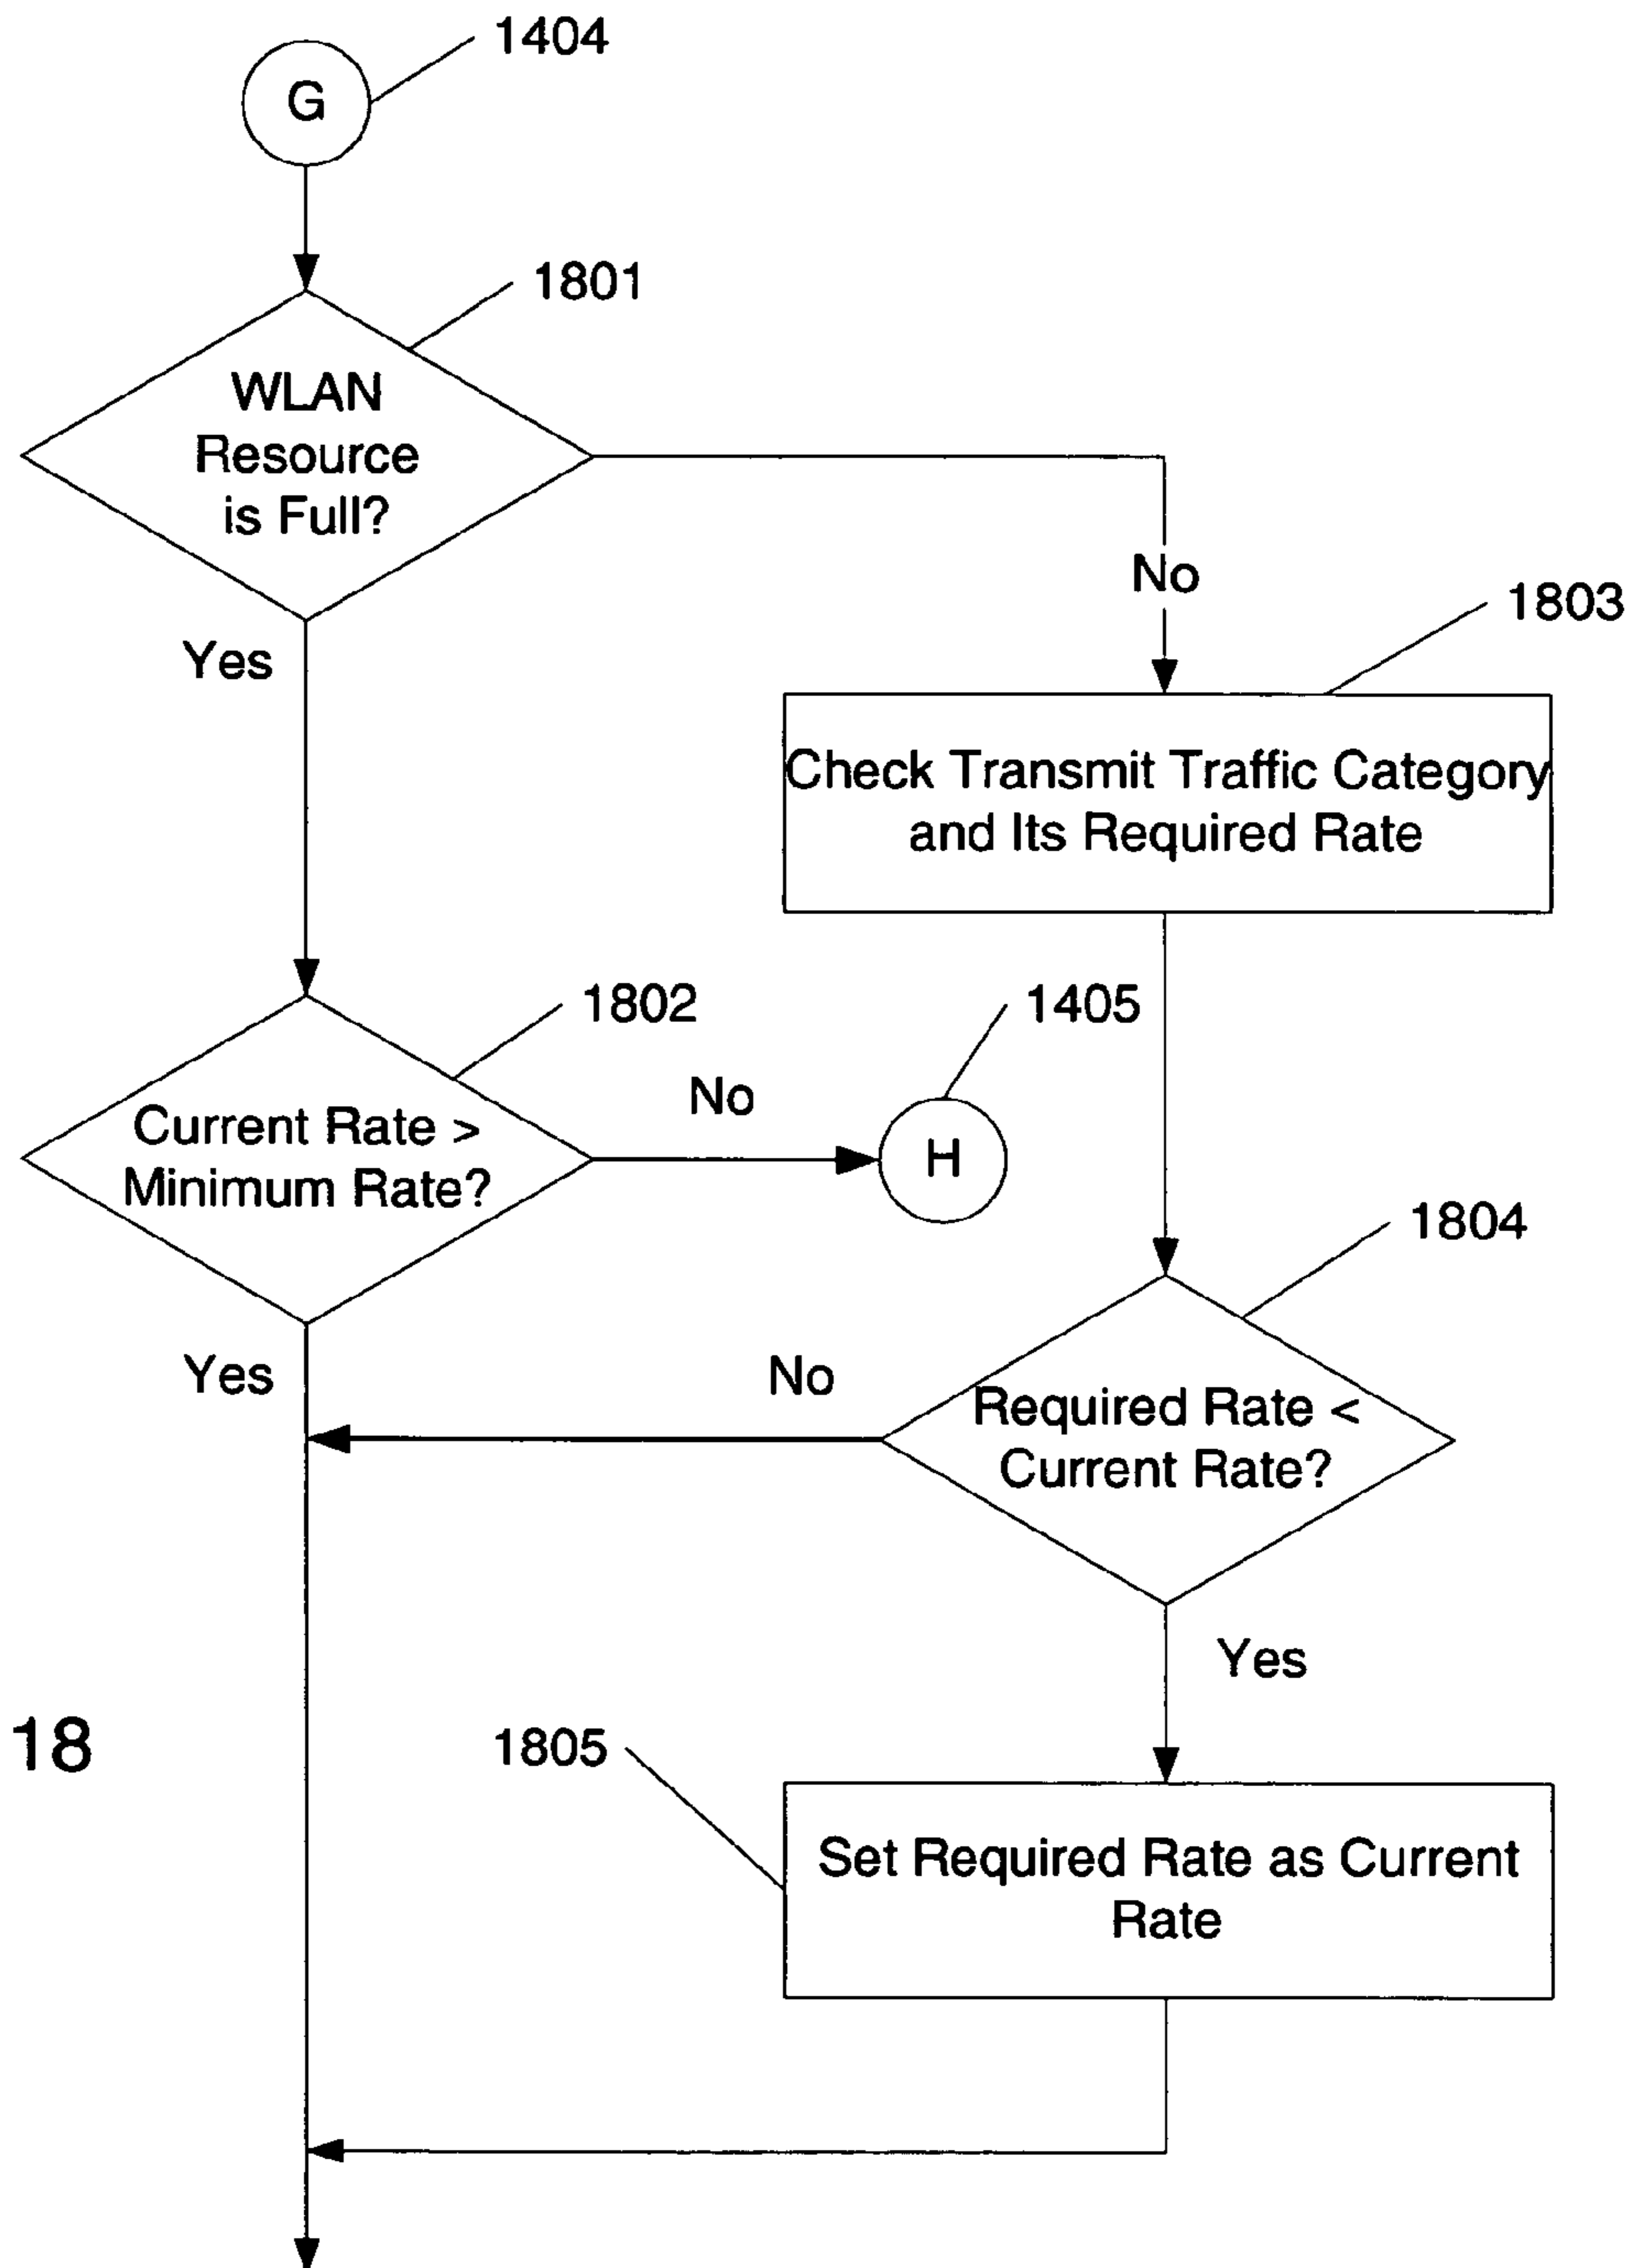 1404
G
1801
WLAN
Resource
is Full?
No
1803
Yes
Check Transmit Traffic Category
and Its Required Rate
1802
1405
Current Rate >
Minimum Rate?
No
H
1804
Yes
No
Required Rate <
Current Rate?
Yes
18
1805
Set Required Rate as Current
Rate